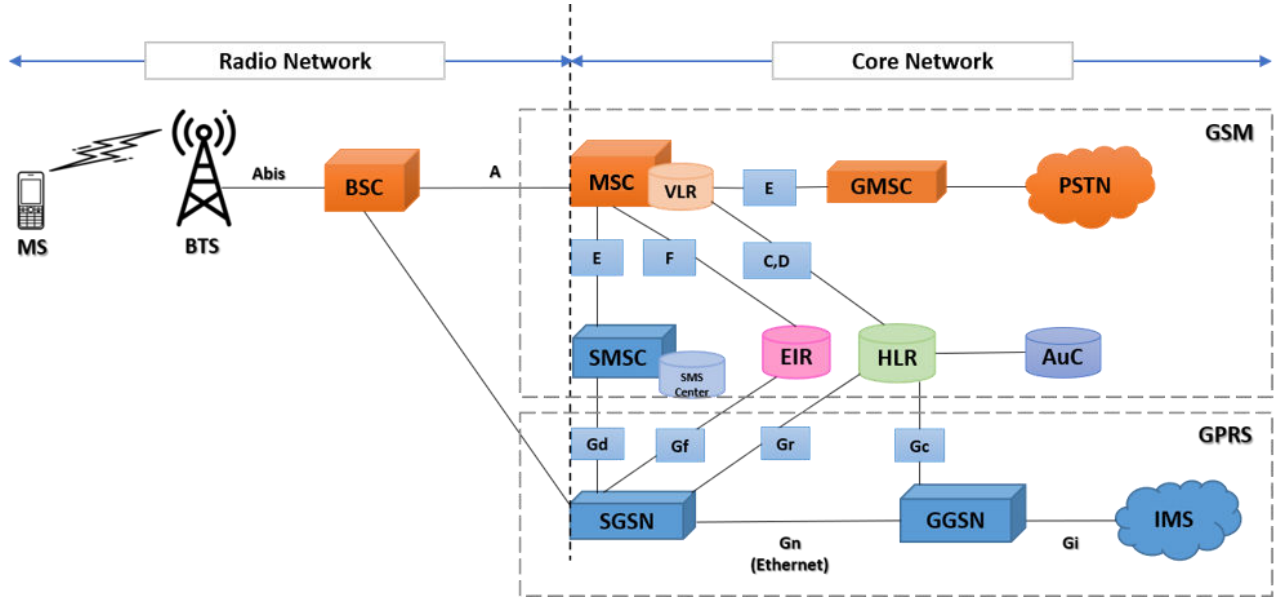 Radio Network
Core Network
GSM
Abis
A
BSC
MSC
VLR
E
GMSC
PSTN
MS
BTS
E
F
C,D
SMSC
SMS
Center
EIR
HLR
AuC
GPRS
Gd
Gf
Gr
Gc
SGSN
GGSN
IMS
Gn
(Ethernet)
Gi